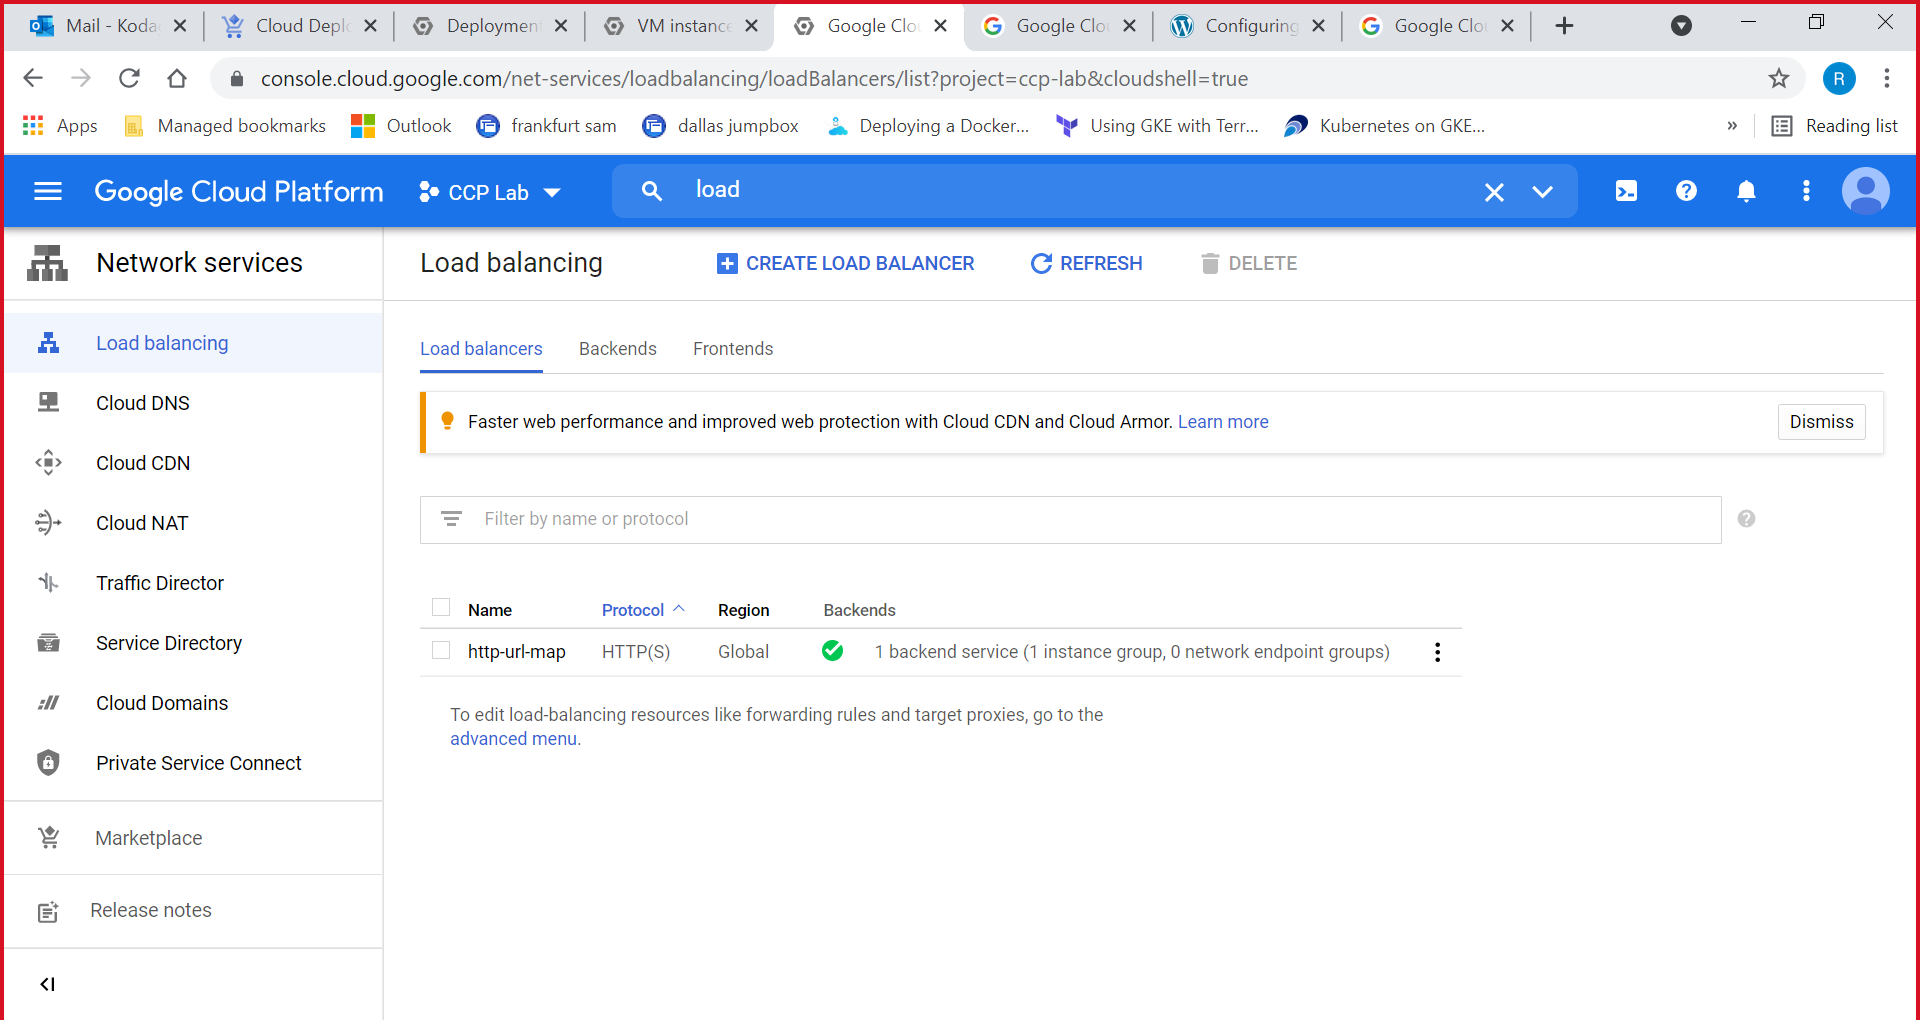 Mail - Koda
Cloud Depl
Deployment
VM instance
Google Clo
Google Clo
Configuring
Google Clo
console.cloud.google.com/net-services/loadbalancing/loadBalancers/list?project=ccp-lab&cloudshell=true
R
Apps
Managed bookmarks
Outlook
frankfurt sam
dallas jumpbox
Deploying a Docker...
Using GKE with Terr...
Kubernetes on GKE...
»
Reading list
Google Cloud Platform
CCP Lab
load
Network services
Load balancing
CREATE LOAD BALANCER
REFRESH
DELETE
Load balancing
Cloud DNS
Cloud CDN
Cloud NAT
Traffic Director
Service Directory
Cloud Domains
Private Service Connect
Marketplace
Release notes
Load balancers
Backends
Frontends
Faster web performance and improved web protection with Cloud CDN and Cloud Armor. Learn more
Dismiss
Filter by name or protocol
Name Protocol Region Backends
http-url-map HTTP(S) Global 1 backend service (1 instance group, 0 network endpoint groups)
To edit load-balancing resources like forwarding rules and target proxies, go to the
advanced menu.